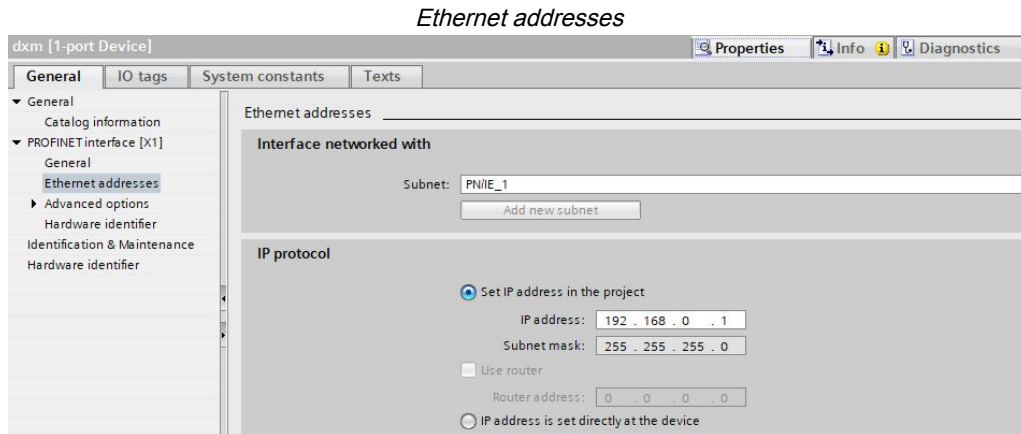 Ethernet addresses
dxm [1-port Device]
Properties Info Diagnostics
General IO tags System constants Texts
General
Catalog information
PROFINET interface [X1]
General
Ethernet addresses
Advanced options
Hardware identifier
Identification & Maintenance
Hardware identifier
Ethernet addresses
Interface networked with
Subnet: PN/IE_1
Add new subnet
IP protocol
Set IP address in the project
IP address: 192 . 168 . 0 . 1
Subnet mask: 255 . 255 . 255 . 0
Use router
Router address: 0 . 0 . 0 . 0
IP address is set directly at the device